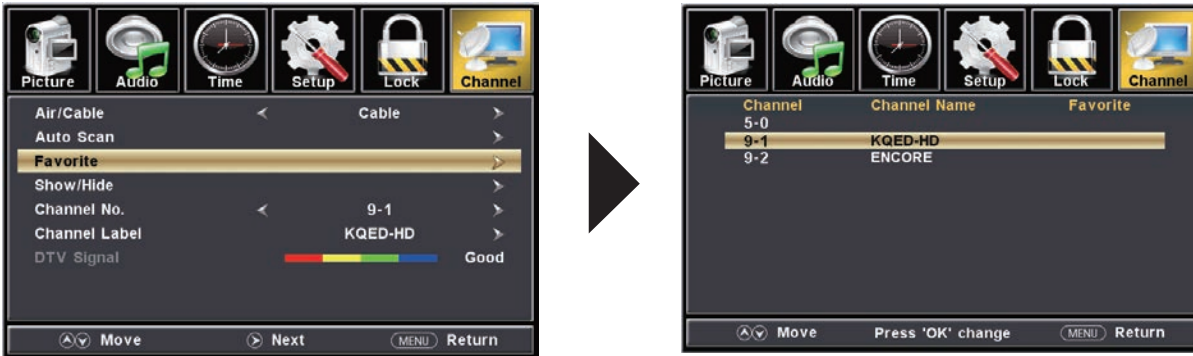 Picture Audio Time Setup Lock Channel
Air/Cable Cable
Auto Scan
Favorite
Show/Hide
Channel No. 9-1
Channel Label KQED-HD
DTV Signal Good
Move Next MENU Return
Picture Audio Time Setup Lock Channel
Channel Channel Name Favorite
5-0
9-1 KQED-HD
9-2 ENCORE
Move Press 'OK' change MENU Return